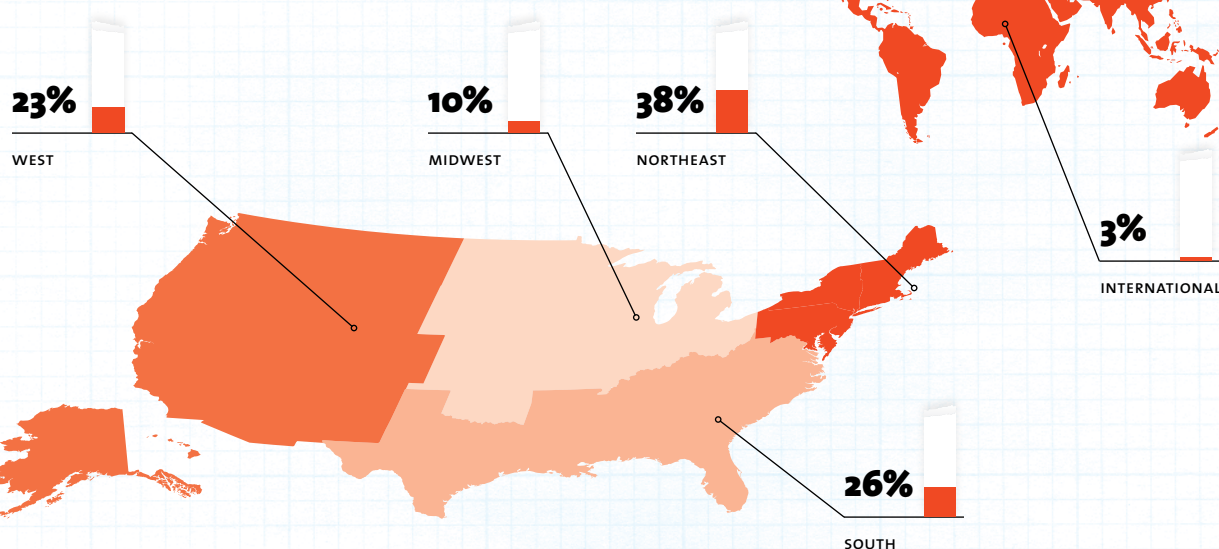 23%
WEST
10%
MIDWEST
38%
NORTHEAST
3%
INTERNATIONAL
26%
SOUTH